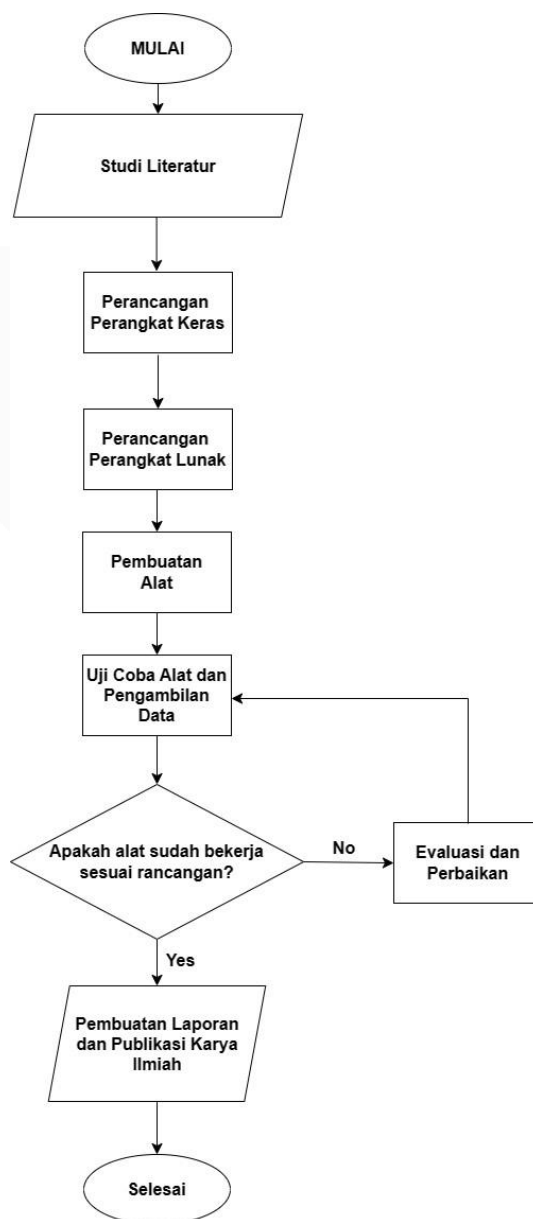 MULAI
Studi Literatur
Perancangan
Perangkat Keras
Perancangan
Perangkat Lunak
Pembuatan
Alat
Uji Coba Alat dan
Pengambilan
Data
Apakah alat sudah bekerja
sesuai rancangan?
No
Evaluasi dan
Perbaikan
Yes
Pembuatan Laporan
dan Publikasi Karya
Ilmiah
Selesai